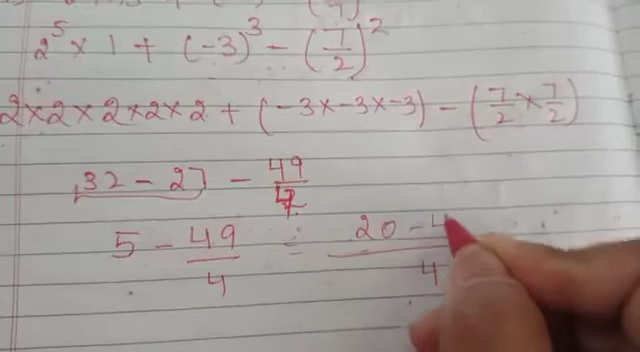 2⁵ × 1 + (-3)³ - (7/2)²
2×2×2×2×2 + (-3×-3×-3) - (7/2 × 7/2)
32 - 27 - 49/4
5 - 49/4 = 20 - 4 / 4